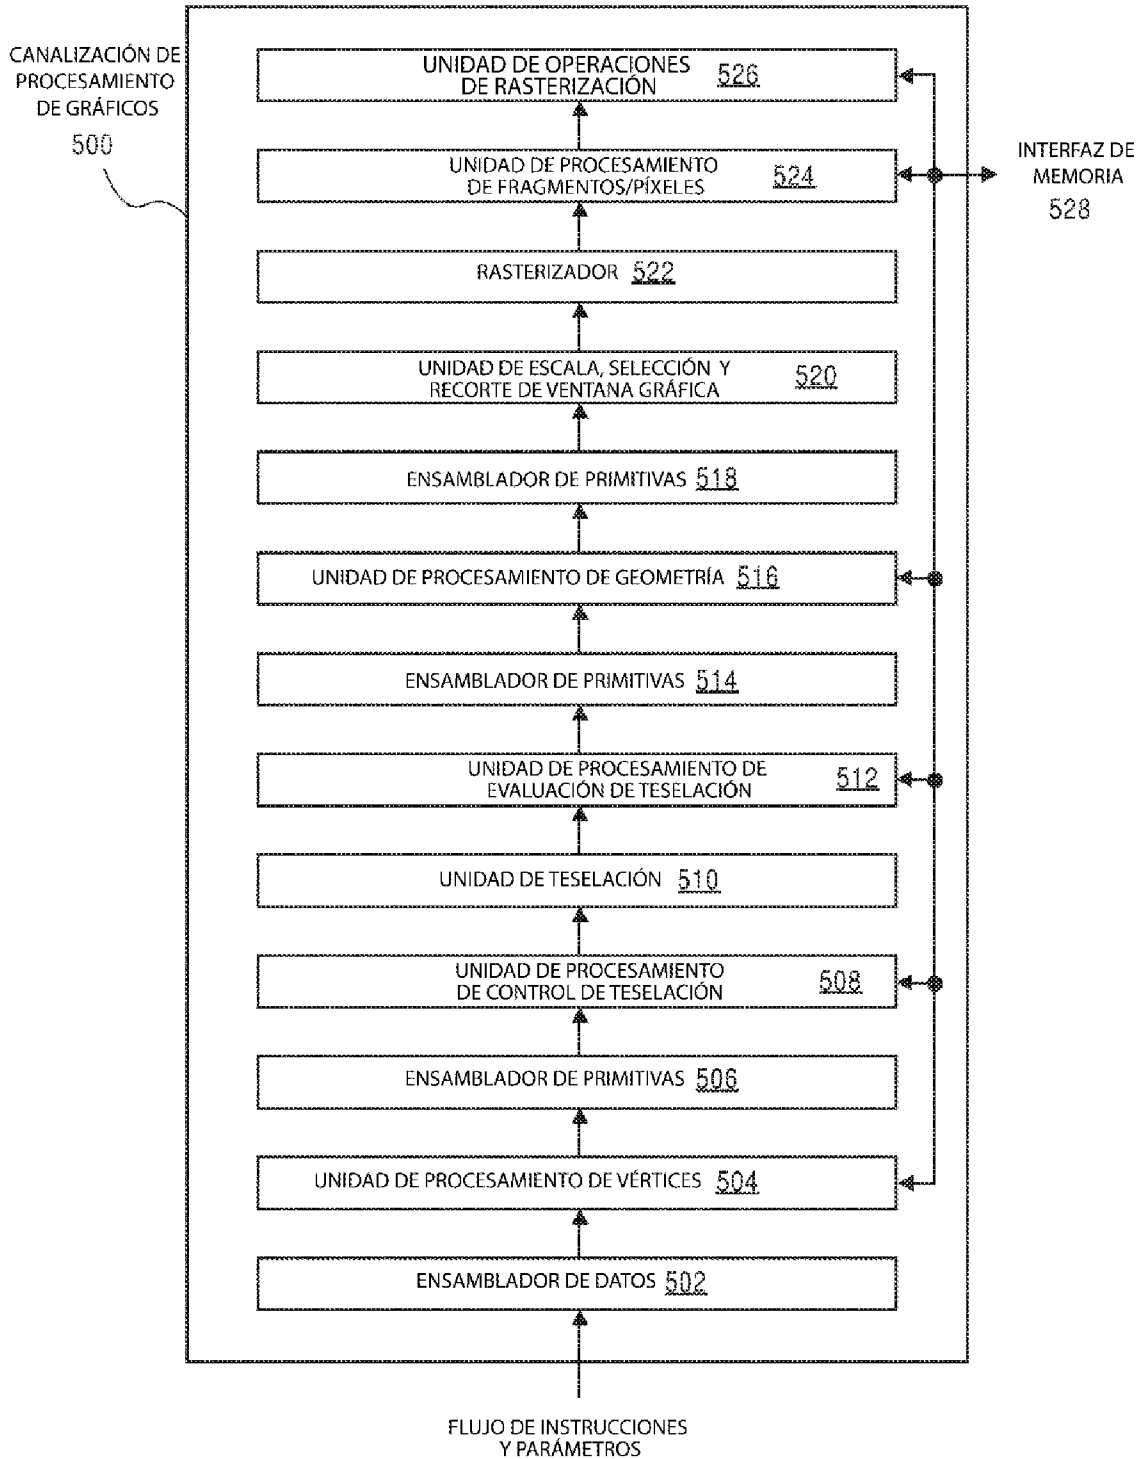 CANALIZACIÓN DE
PROCESAMIENTO
DE GRÁFICOS
500
UNIDAD DE OPERACIONES
DE RASTERIZACIÓN 526
UNIDAD DE PROCESAMIENTO
DE FRAGMENTOS/PÍXELES 524
INTERFAZ DE
MEMORIA
528
RASTERIZADOR 522
UNIDAD DE ESCALA, SELECCIÓN Y
RECORTE DE VENTANA GRÁFICA 520
ENSAMBLADOR DE PRIMITIVAS 518
UNIDAD DE PROCESAMIENTO DE GEOMETRÍA 516
ENSAMBLADOR DE PRIMITIVAS 514
UNIDAD DE PROCESAMIENTO DE
EVALUACIÓN DE TESELACIÓN 512
UNIDAD DE TESELACIÓN 510
UNIDAD DE PROCESAMIENTO
DE CONTROL DE TESELACIÓN 508
ENSAMBLADOR DE PRIMITIVAS 506
UNIDAD DE PROCESAMIENTO DE VÉRTICES 504
ENSAMBLADOR DE DATOS 502
FLUJO DE INSTRUCCIONES
Y PARÁMETROS